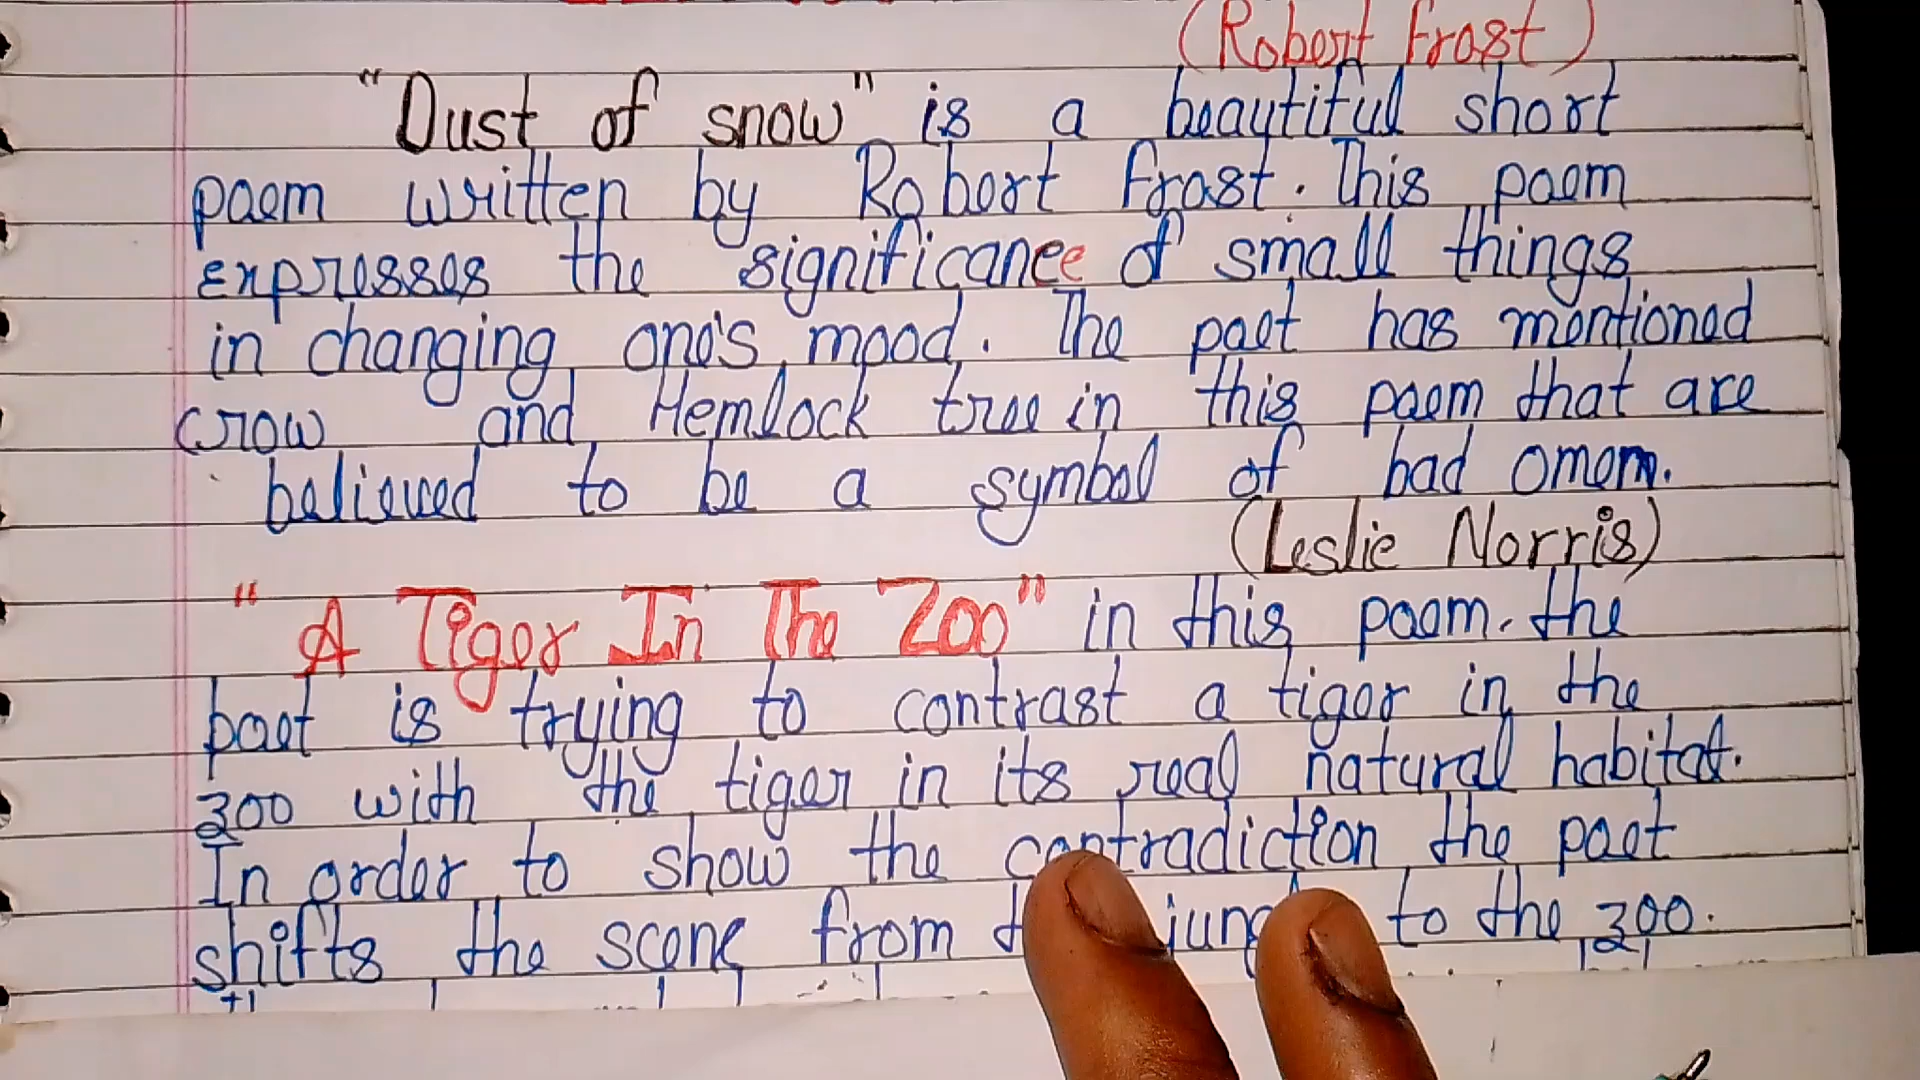 (Robert Frost)
"Dust of snow" is a beautiful short
poem written by Robert Frost. This poem
expresses the significance of small things
in changing one's mood. The poet has mentioned
crow and Hemlock tree in this poem that are
believed to be a symbol of bad omem.
(Leslie Norris)
"A Tiger In The Zoo" in this poem. the
poet is trying to contrast a tiger in the
zoo with the tiger in its real natural habitat.
In order to show the contradiction the poet
shifts the scene from to the zoo.